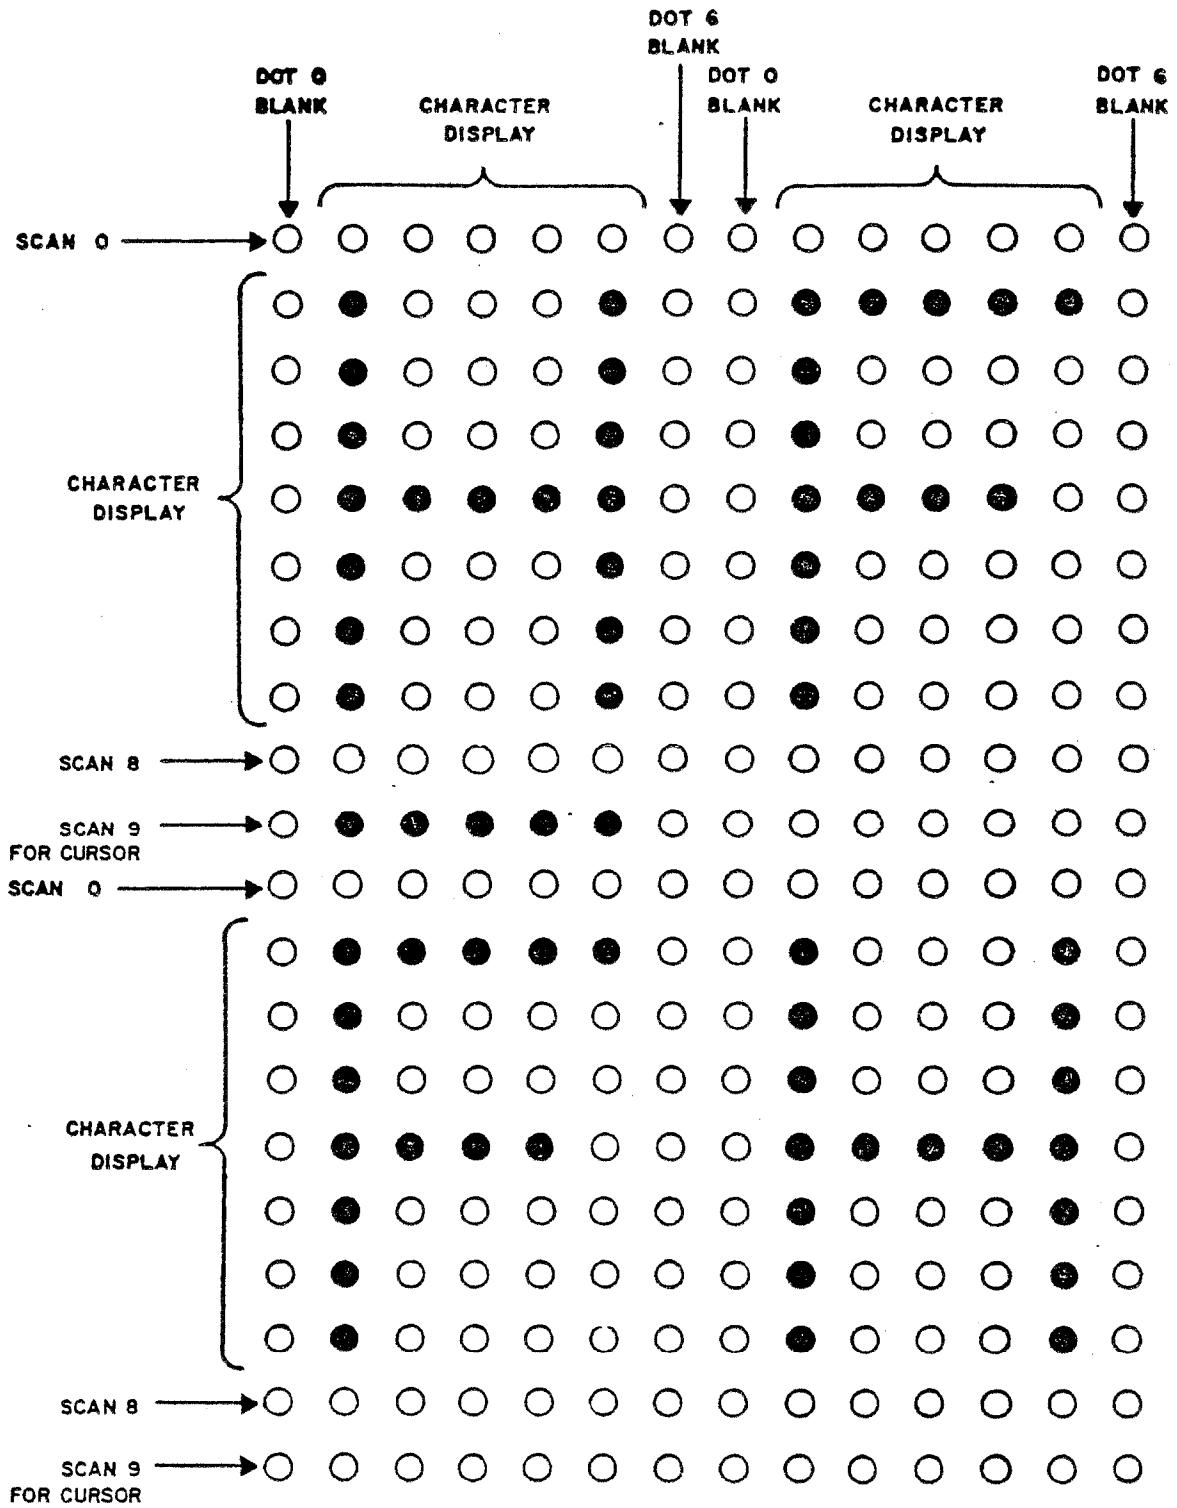 DOT 6
BLANK
DOT 0
BLANK
CHARACTER
DISPLAY
DOT 0
BLANK
CHARACTER
DISPLAY
DOT 6
BLANK
SCAN 0
CHARACTER
DISPLAY
SCAN 8
SCAN 9
FOR CURSOR
SCAN 0
CHARACTER
DISPLAY
SCAN 8
SCAN 9
FOR CURSOR